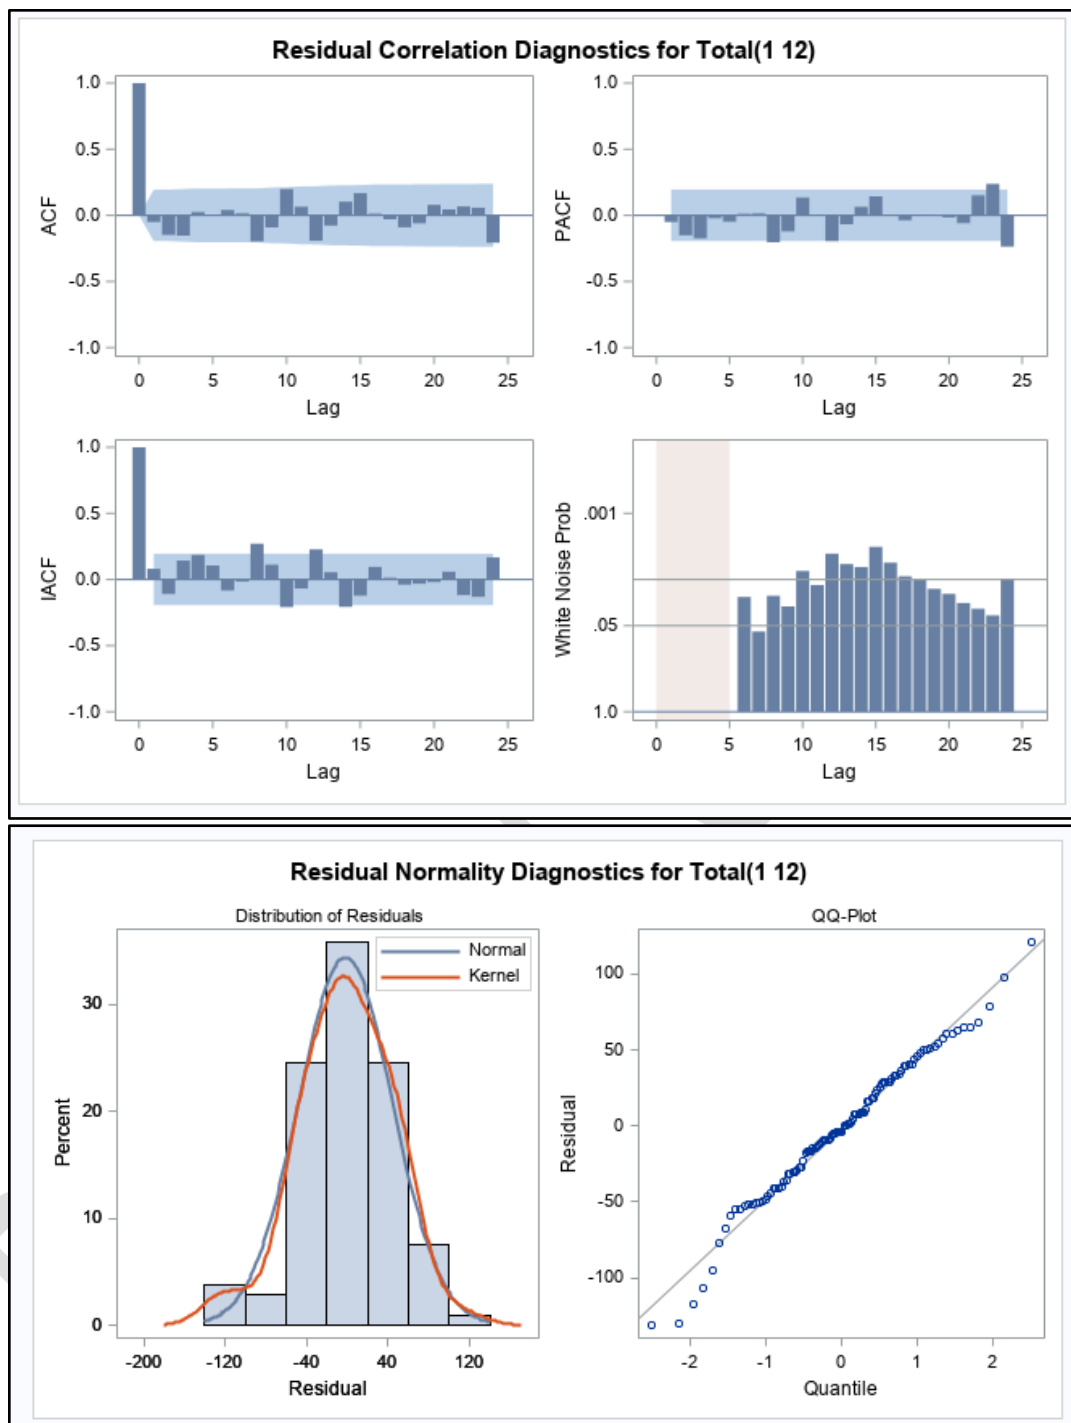 Residual Correlation Diagnostics for Total(1 12)
1.0
0.5
0.0
-0.5
-1.0
ACF
0 5 10 15 20 25
Lag
1.0
0.5
0.0
-0.5
-1.0
PACF
0 5 10 15 20 25
Lag
1.0
0.5
0.0
-0.5
-1.0
IACF
0 5 10 15 20 25
Lag
.001
.05
1.0
White Noise Prob
0 5 10 15 20 25
Lag
Residual Normality Diagnostics for Total(1 12)
Distribution of Residuals
Normal
Kernel
30
20
10
0
Percent
-200 -120 -40 40 120
Residual
QQ-Plot
100
50
0
-50
-100
Residual
-2 -1 0 1 2
Quantile